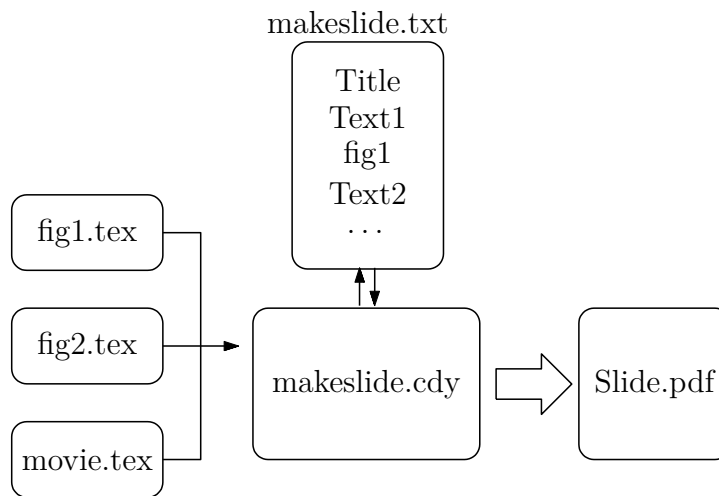 makeslide.txt
Title
Text1
fig1
Text2
...
fig1.tex
fig2.tex
movie.tex
makeslide.cdy
Slide.pdf